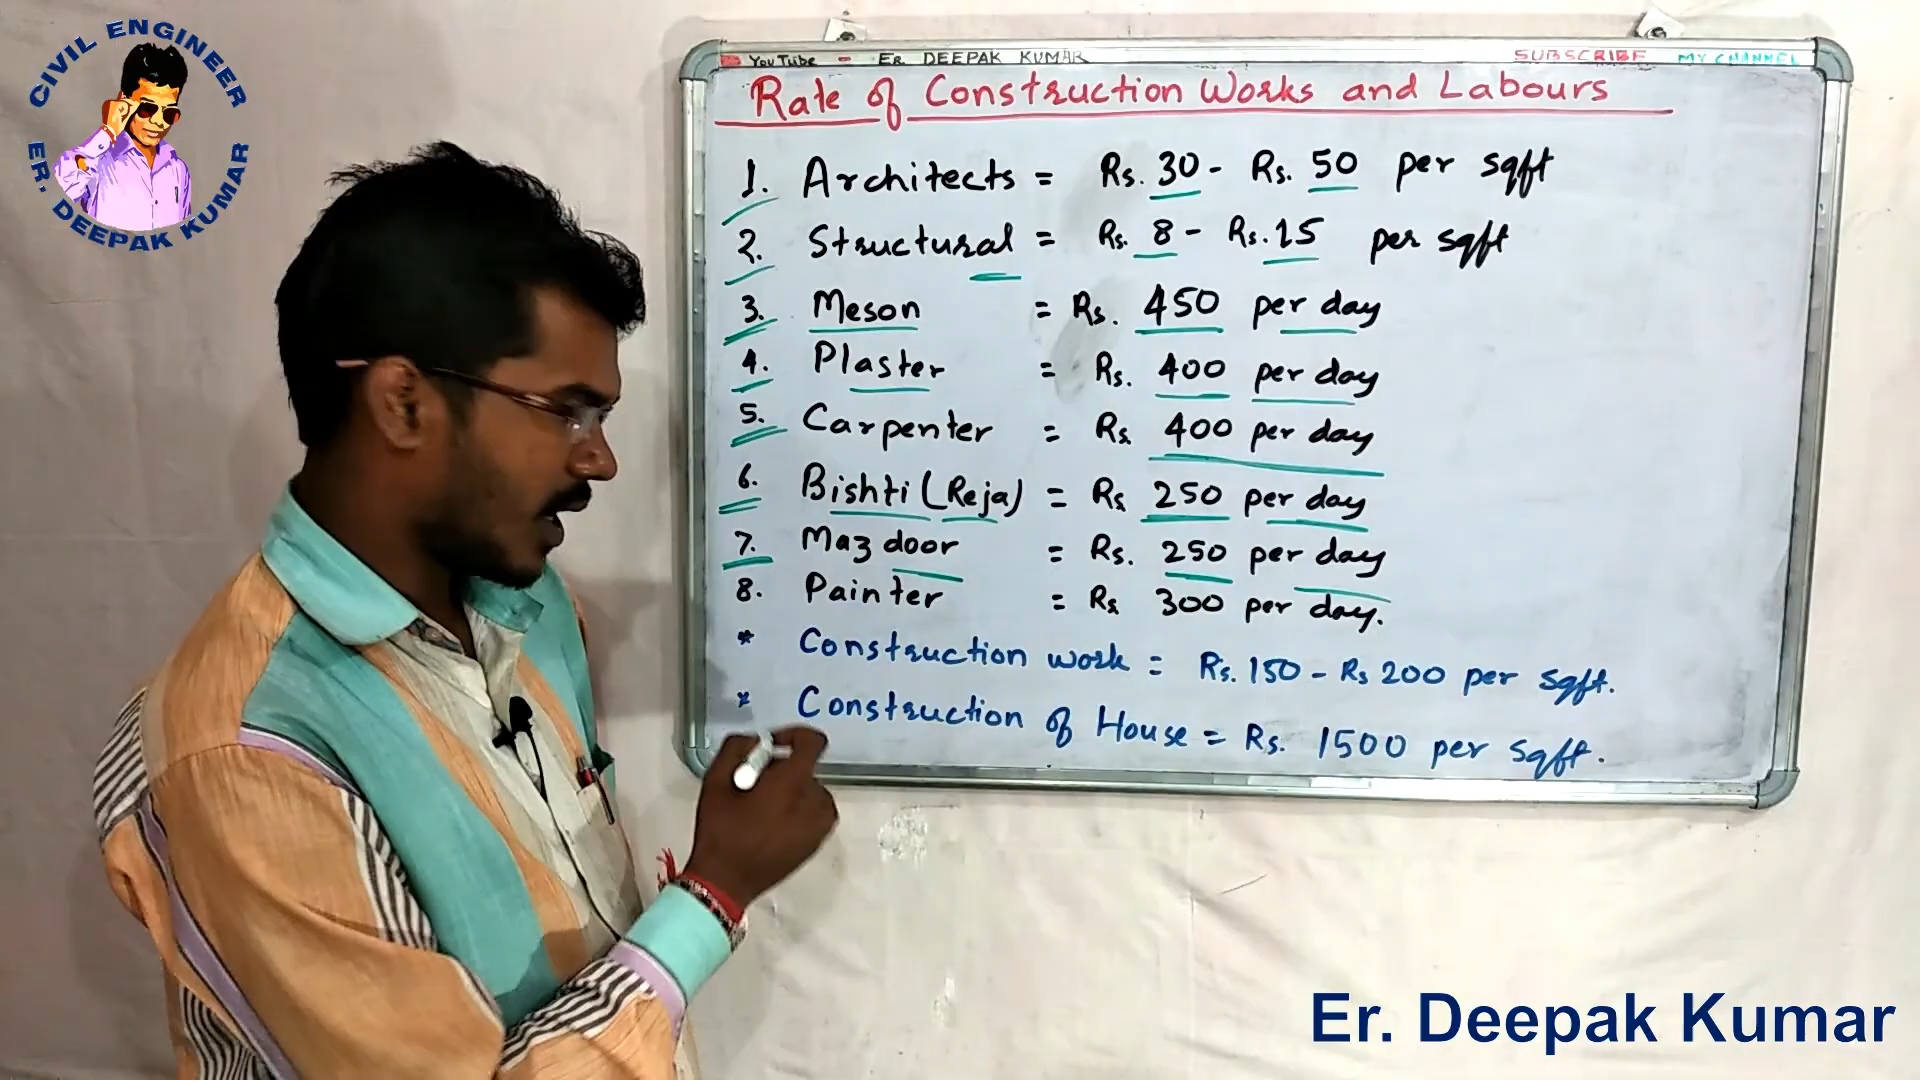 CIVIL ENGINEER
ER. DEEPAK KUMAR
YouTube - ER DEEPAK KUMAR SUBSCRIBE MY CHANNEL
Rate of Construction Works and Labours
1. Architects = Rs. 30 - Rs. 50 per sqft
2. Structural = Rs. 8 - Rs. 15 per sqft
3. Meson = Rs. 450 per day
4. Plaster = Rs. 400 per day
5. Carpenter = Rs 400 per day
6. Bishti (Reja) = Rs 250 per day
7. Mazdoor = Rs. 250 per day
8. Painter = Rs 300 per day.
* Construction work = Rs. 150 - Rs 200 per sqft.
* Construction of House = Rs. 1500 per sqft.
Er. Deepak Kumar